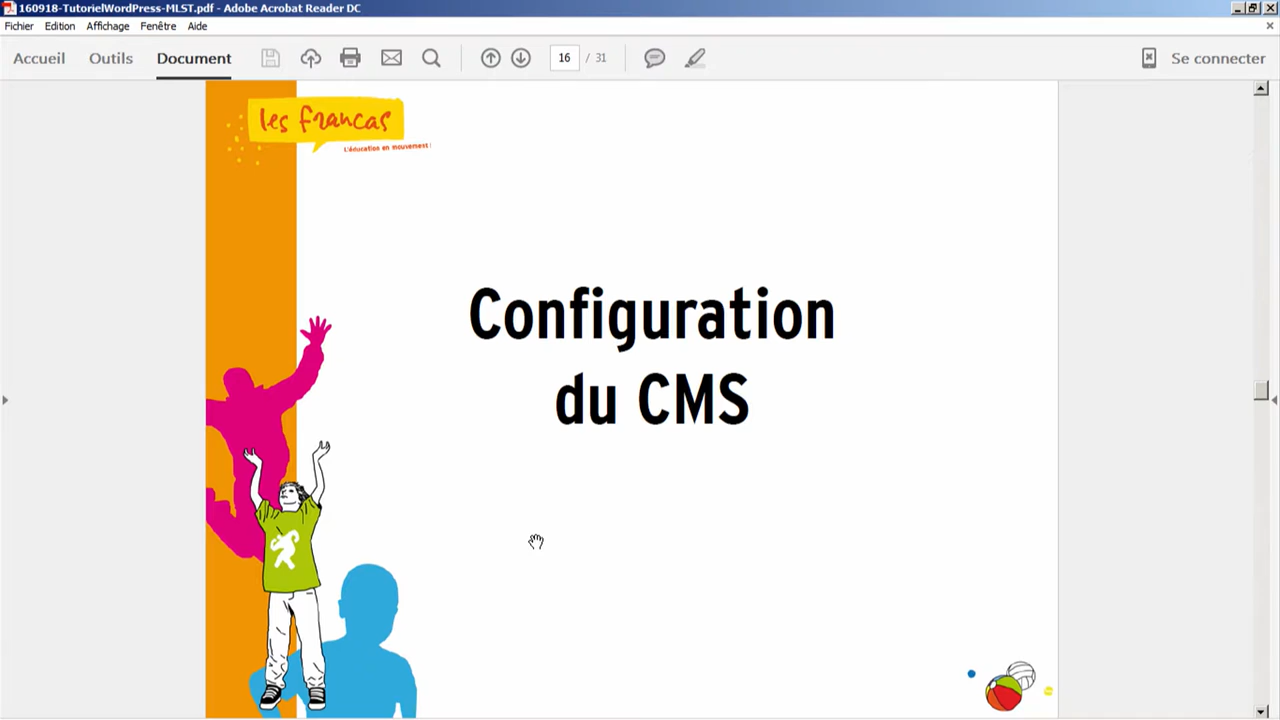 160918-TutorielWordPress-MLST.pdf - Adobe Acrobat Reader DC
Fichier Edition Affichage Fenêtre Aide
Accueil Outils Document 16 / 31 Se connecter
les francas
L'éducation en mouvement !
Configuration
du CMS